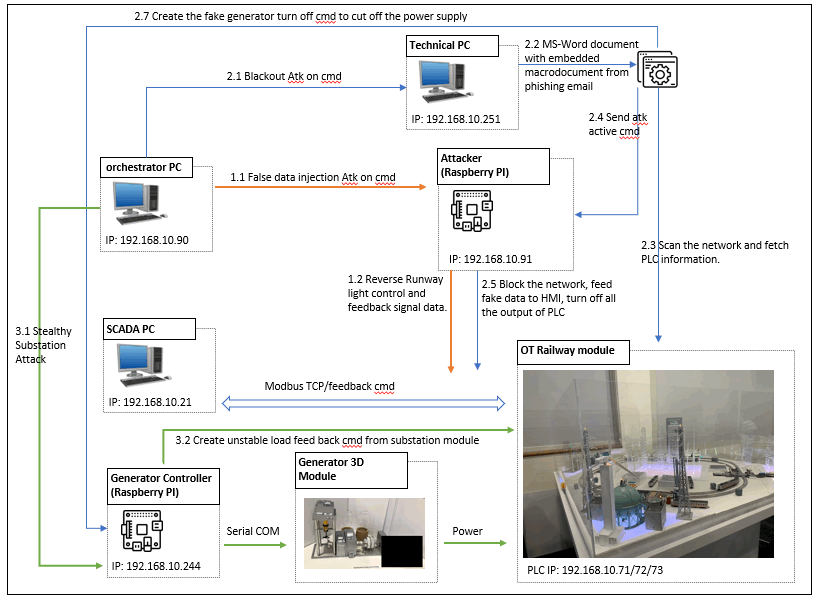 2.7 Create the fake generator turn off cmd to cut off the power supply
Technical PC
2.2 MS-Word document
with embedded
macrodocument from
phishing email
2.1 Blackout Atk on cmd
IP: 192.168.10.251
2.4 Send atk
active cmd
orchestrator PC
Attacker
(Raspberry PI)
1.1 False data injection Atk on cmd
IP: 192.168.10.90
IP: 192.168.10.91
2.3 Scan the network and fetch
PLC information.
1.2 Reverse Runway
light control and
feedback signal data.
2.5 Block the network, feed
fake data to HMI, turn off all
the output of PLC
3.1 Stealthy
Substation
Attack
SCADA PC
OT Railway module
Modbus TCP/feedback cmd
IP: 192.168.10.21
3.2 Create unstable load feed back cmd from substation module
Generator Controller
(Raspberry PI)
Generator 3D
Module
Serial COM
Power
IP: 192.168.10.244
PLC IP: 192.168.10.71/72/73